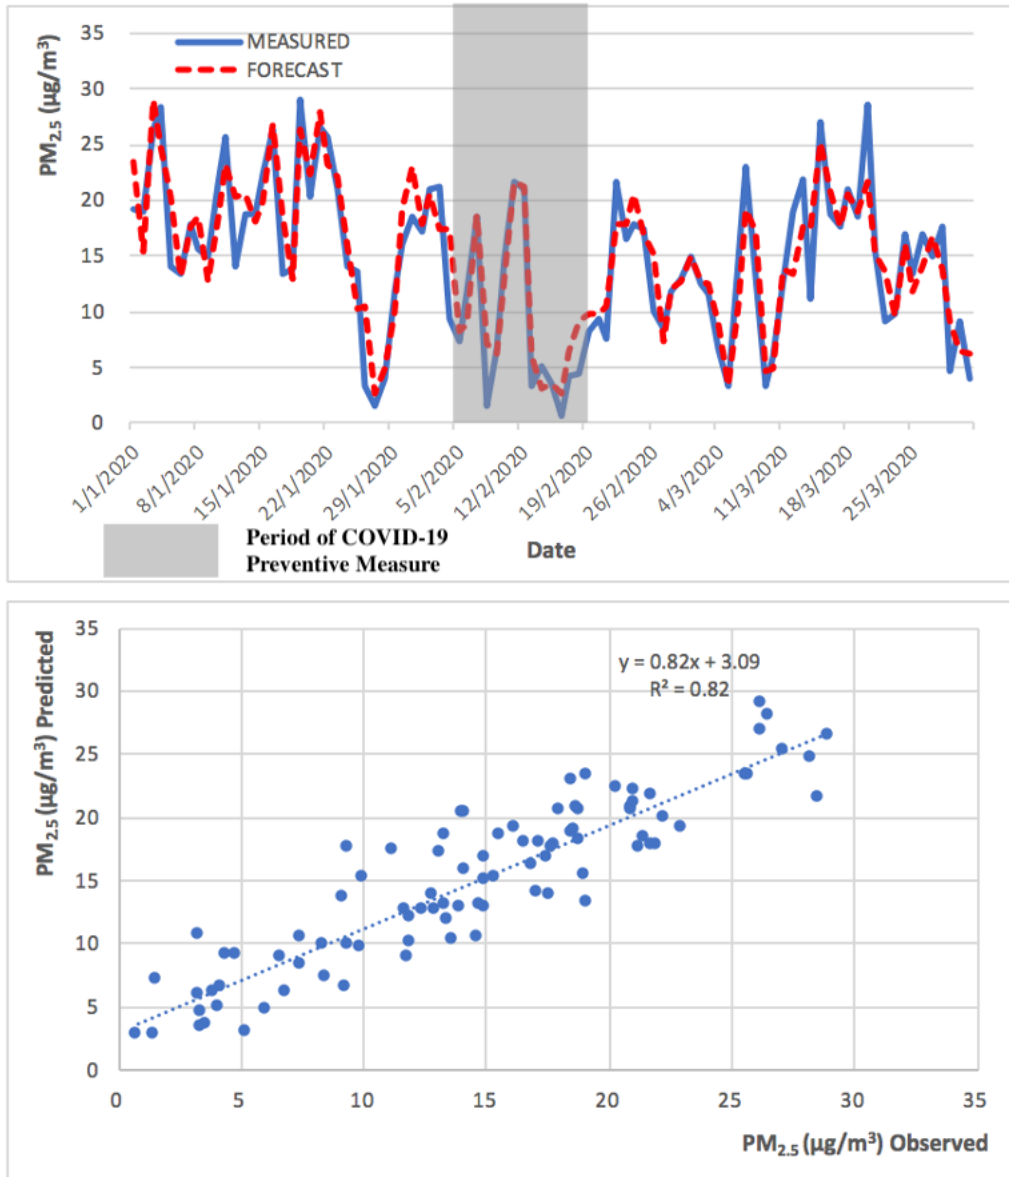 PM2.5 (µg/m³)
35
30
25
20
15
10
5
0
MEASURED
FORECAST
1/1/2020
8/1/2020
15/1/2020
22/1/2020
29/1/2020
5/2/2020
12/2/2020
19/2/2020
26/2/2020
4/3/2020
11/3/2020
18/3/2020
25/3/2020
Date
Period of COVID-19
Preventive Measure
PM2.5 (µg/m³) Predicted
35
30
25
20
15
10
5
0
y = 0.82x + 3.09
R² = 0.82
0 5 10 15 20 25 30 35
PM2.5 (µg/m³) Observed